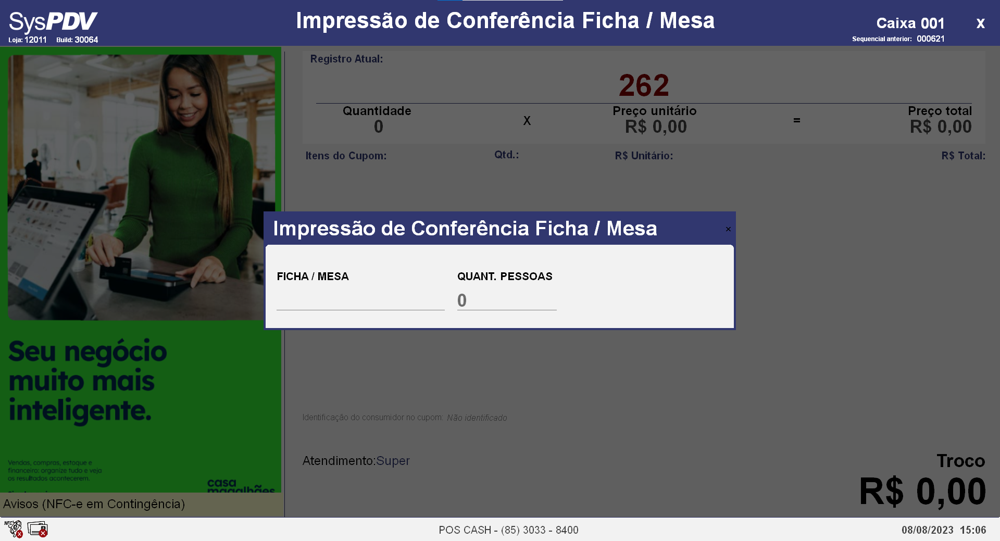 SysPDV
Loja: 12011 Build: 30064
Impressão de Conferência Ficha / Mesa
Caixa 001
X
Sequencial anterior: 000621
Registro Atual:
262
Quantidade
0
X
Preço unitário
R$ 0,00
=
Preço total
R$ 0,00
Itens do Cupom: Qtd.: R$ Unitário: R$ Total:
Impressão de Conferência Ficha / Mesa
×
FICHA / MESA
QUANT. PESSOAS
0
Seu negócio
muito mais
inteligente.
Vendas, compras, estoque e
financeiro: organize tudo e veja
os resultados acontecerem.
casa
magalhães
Identificação do consumidor no cupom: Não identificado
Atendimento:Super
Troco
R$ 0,00
Avisos (NFC-e em Contingência)
POS CASH - (85) 3033 - 8400
08/08/2023 15:06